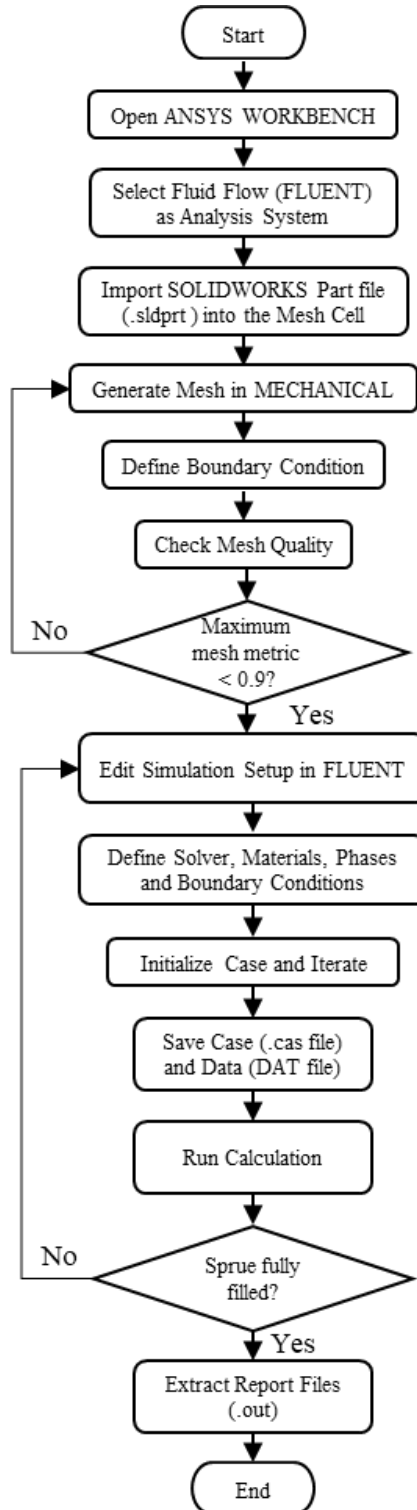 Start
Open ANSYS WORKBENCH
Select Fluid Flow (FLUENT)
as Analysis System
Import SOLIDWORKS Part file
(.sldprt ) into the Mesh Cell
Generate Mesh in MECHANICAL
Define Boundary Condition
Check Mesh Quality
No
Maximum
mesh metric
< 0.9?
Yes
Edit Simulation Setup in FLUENT
Define Solver, Materials, Phases
and Boundary Conditions
Initialize Case and Iterate
Save Case (.cas file)
and Data (DAT file)
Run Calculation
No
Sprue fully
filled?
Yes
Extract Report Files
(.out)
End